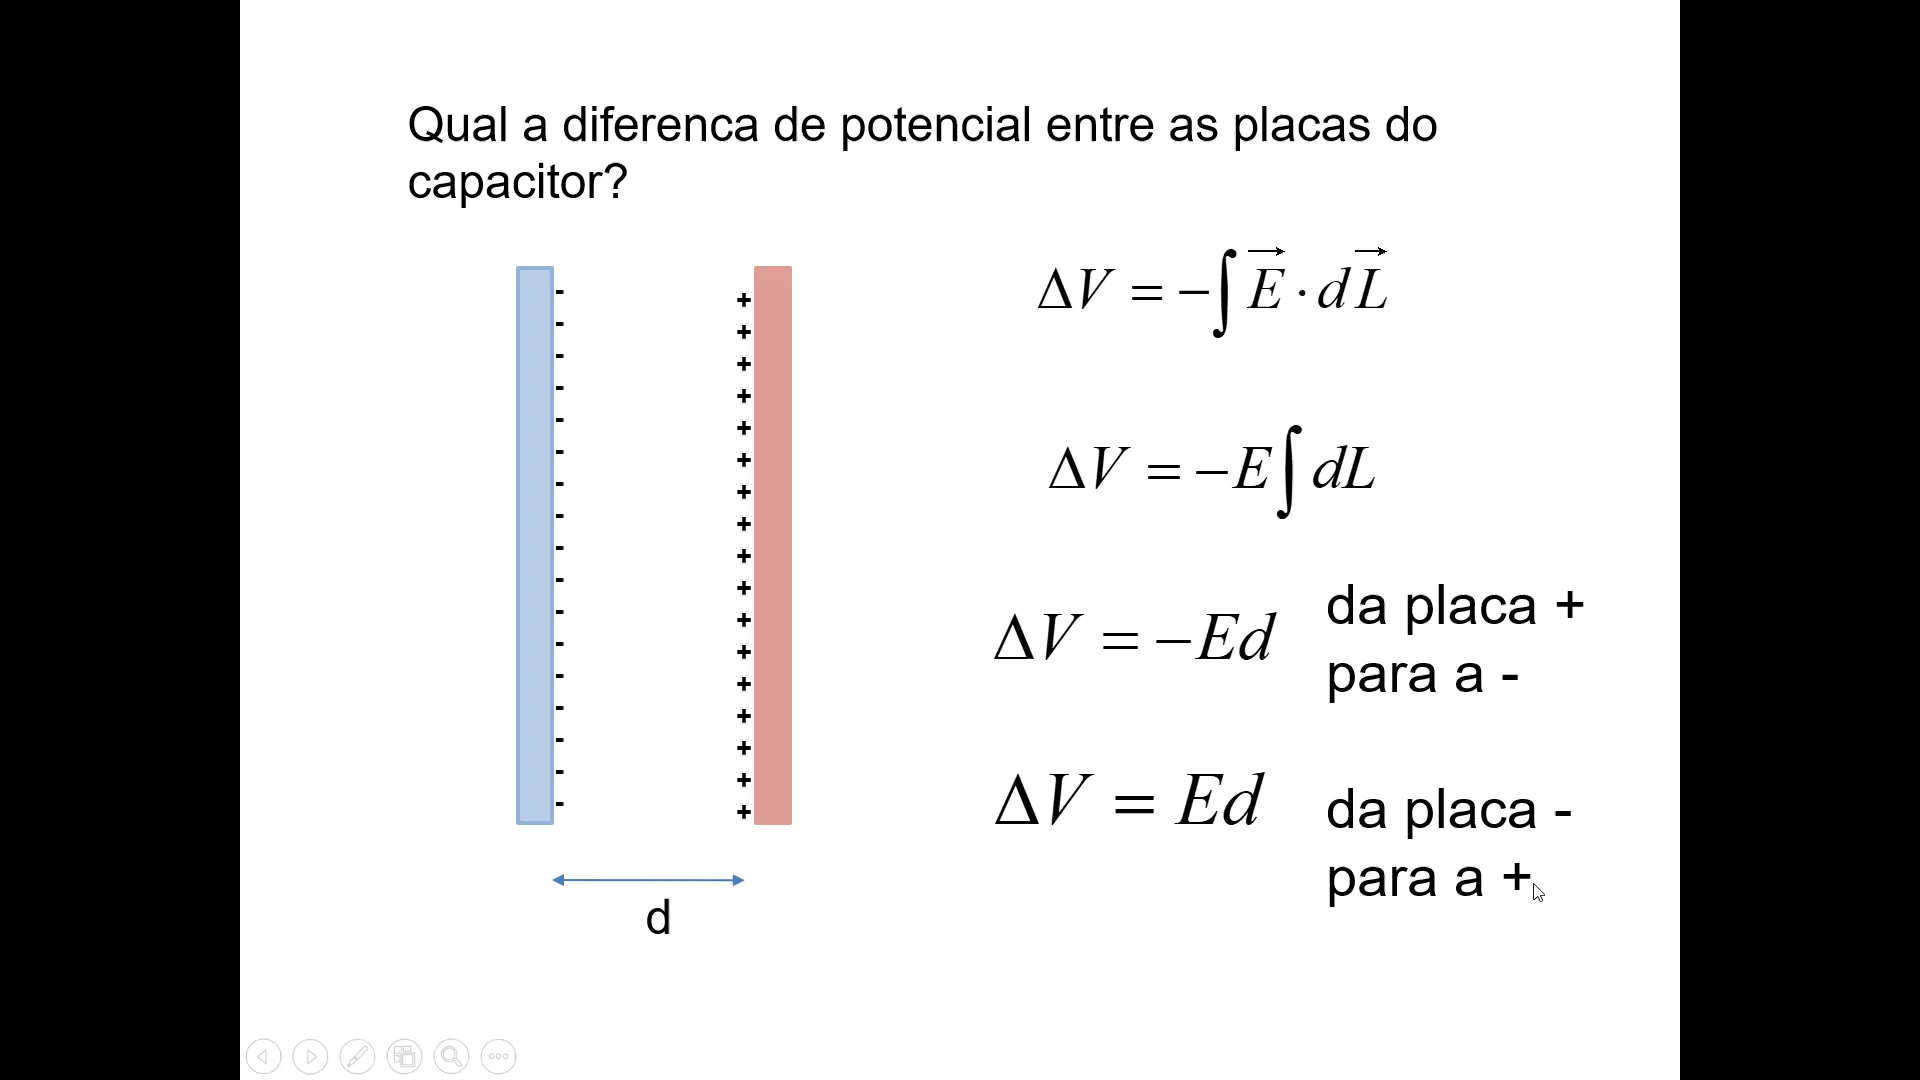 Qual a diferenca de potencial entre as placas do
capacitor?
ΔV = -∫ E⃗ · d L⃗
ΔV = -E ∫ dL
ΔV = -Ed
da placa +
para a -
ΔV = Ed
da placa -
para a +
- - - - - - - - - - - - - - - - -
+ + + + + + + + + + + + + + + + +
d